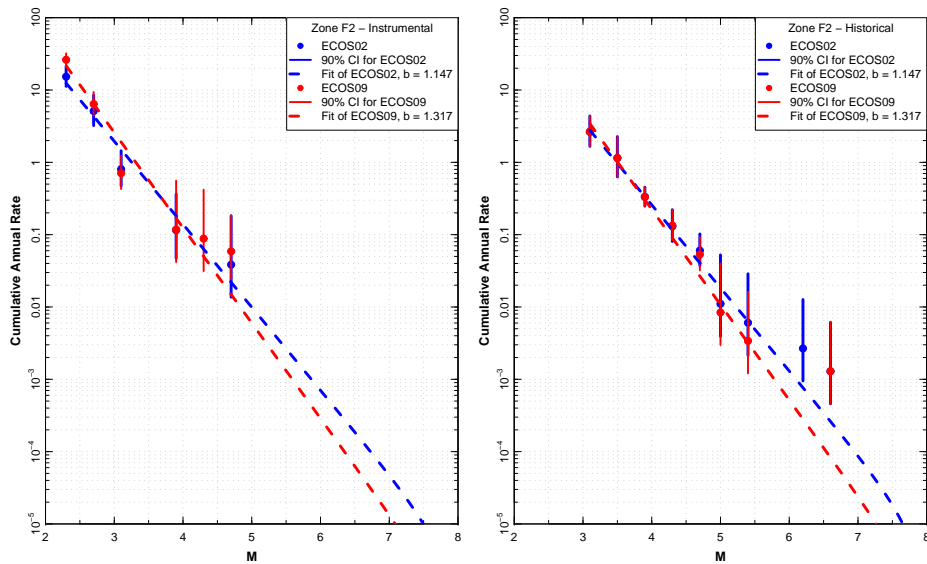 Zone F2 – Instrumental
ECOS02
90% CI for ECOS02
Fit of ECOS02, b = 1.147
ECOS09
90% CI for ECOS09
Fit of ECOS09, b = 1.317
Cumulative Annual Rate
100
10
1
0.1
0.01
10−3
10−4
10−5
2 3 4 5 6 7 8
M
Zone F2 – Historical
ECOS02
90% CI for ECOS02
Fit of ECOS02, b = 1.147
ECOS09
90% CI for ECOS09
Fit of ECOS09, b = 1.317
Cumulative Annual Rate
100
10
1
0.1
0.01
10−3
10−4
10−5
2 3 4 5 6 7 8
M